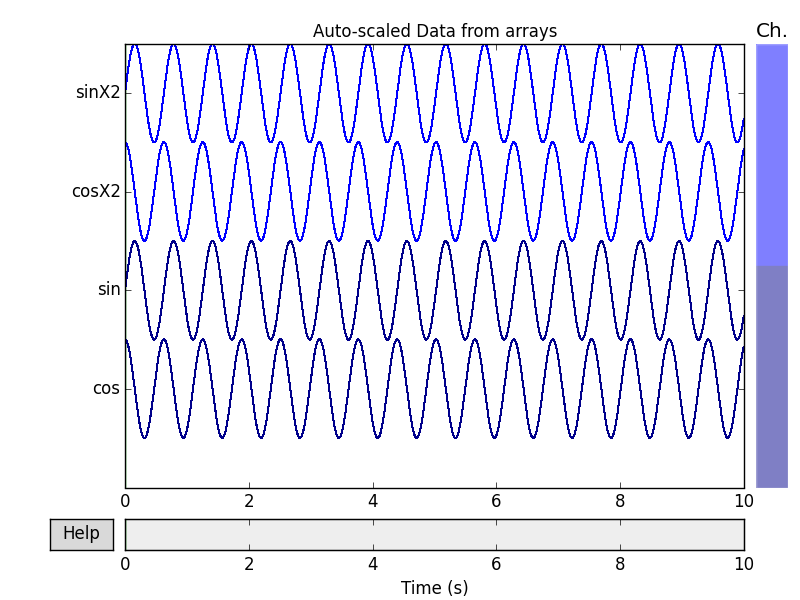 Auto-scaled Data from arrays
Ch.
sinX2
cosX2
sin
cos
0 2 4 6 8 10
Help
0 2 4 6 8 10
Time (s)